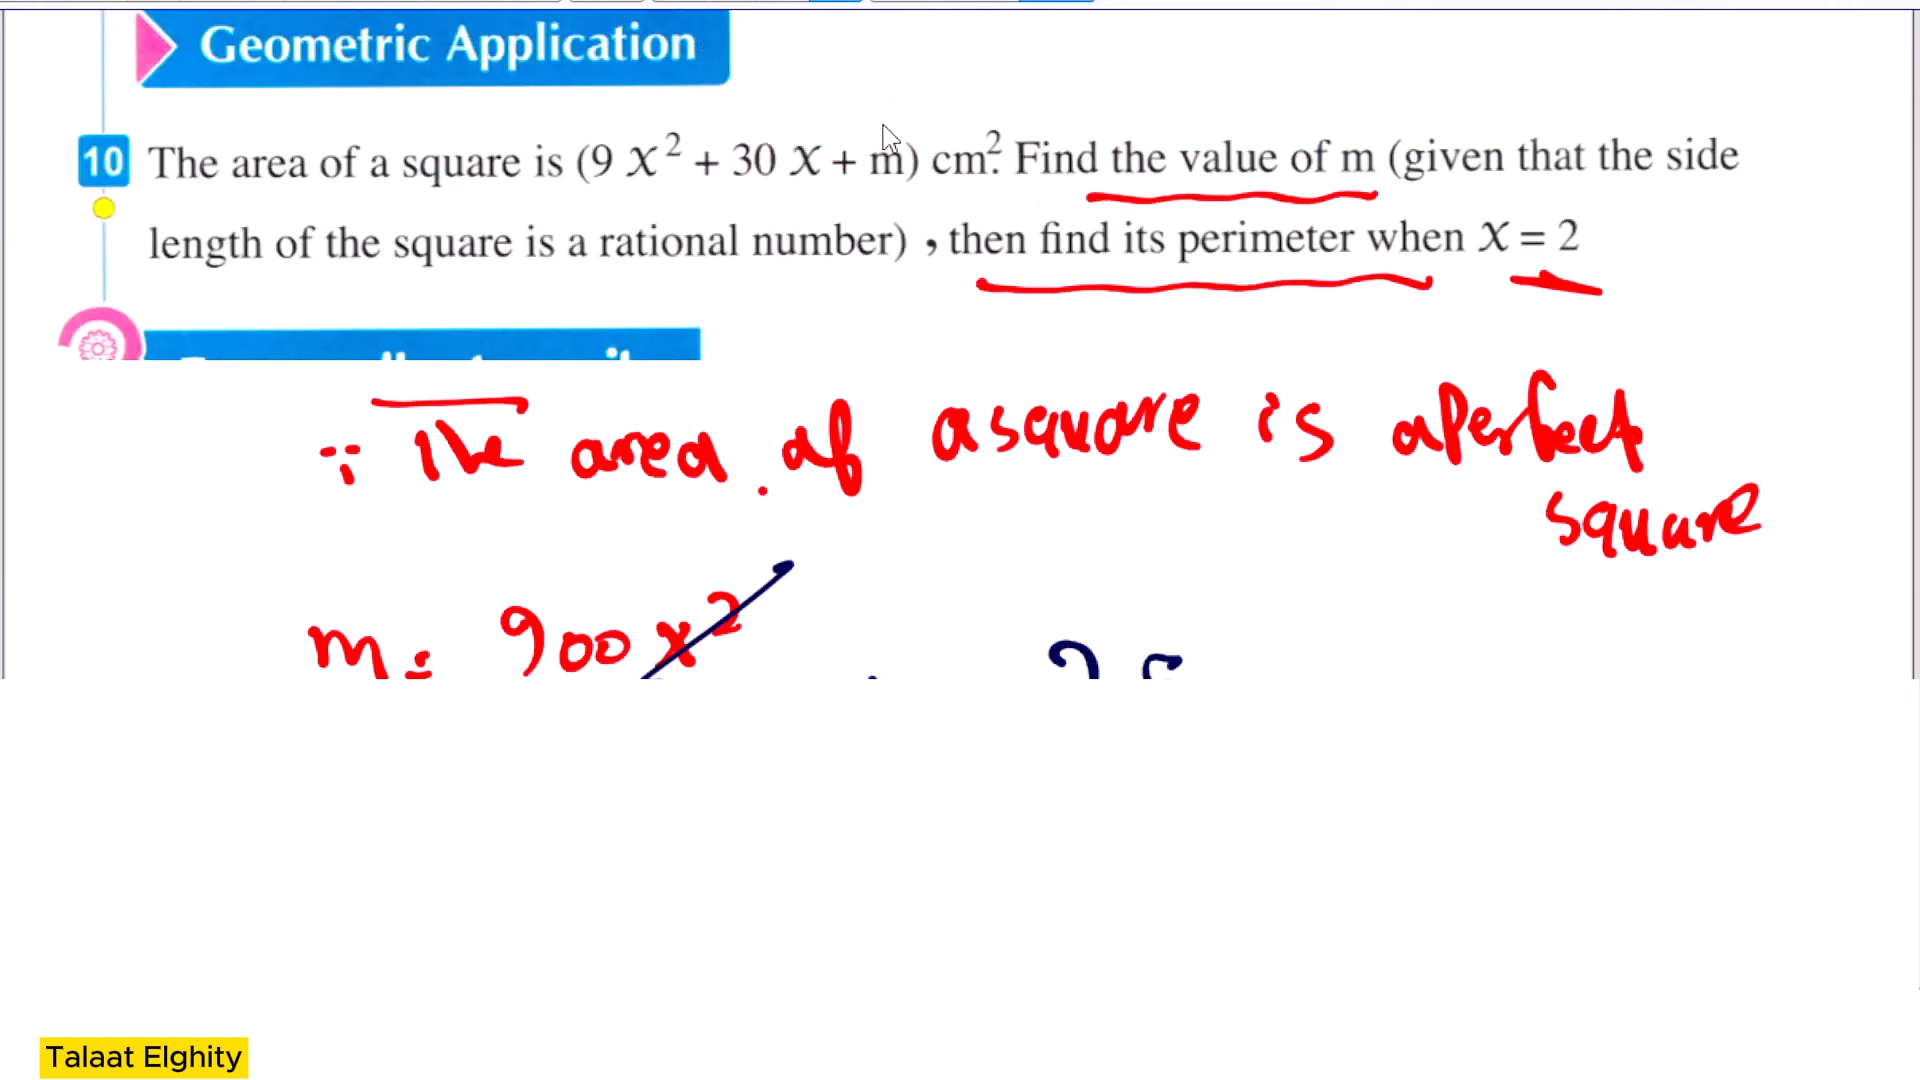 Geometric Application
10 The area of a square is (9 X² + 30 X + m) cm². Find the value of m (given that the side
length of the square is a rational number) , then find its perimeter when X = 2
∵ The area of a square is a Perfect
square
m = 900 x²
Talaat Elghity